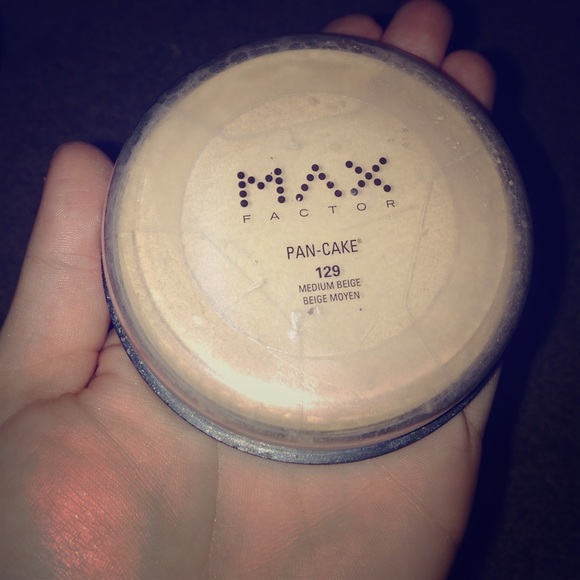 MAX
FACTOR
PAN-CAKE®
129
MEDIUM BEIGE
BEIGE MOYEN